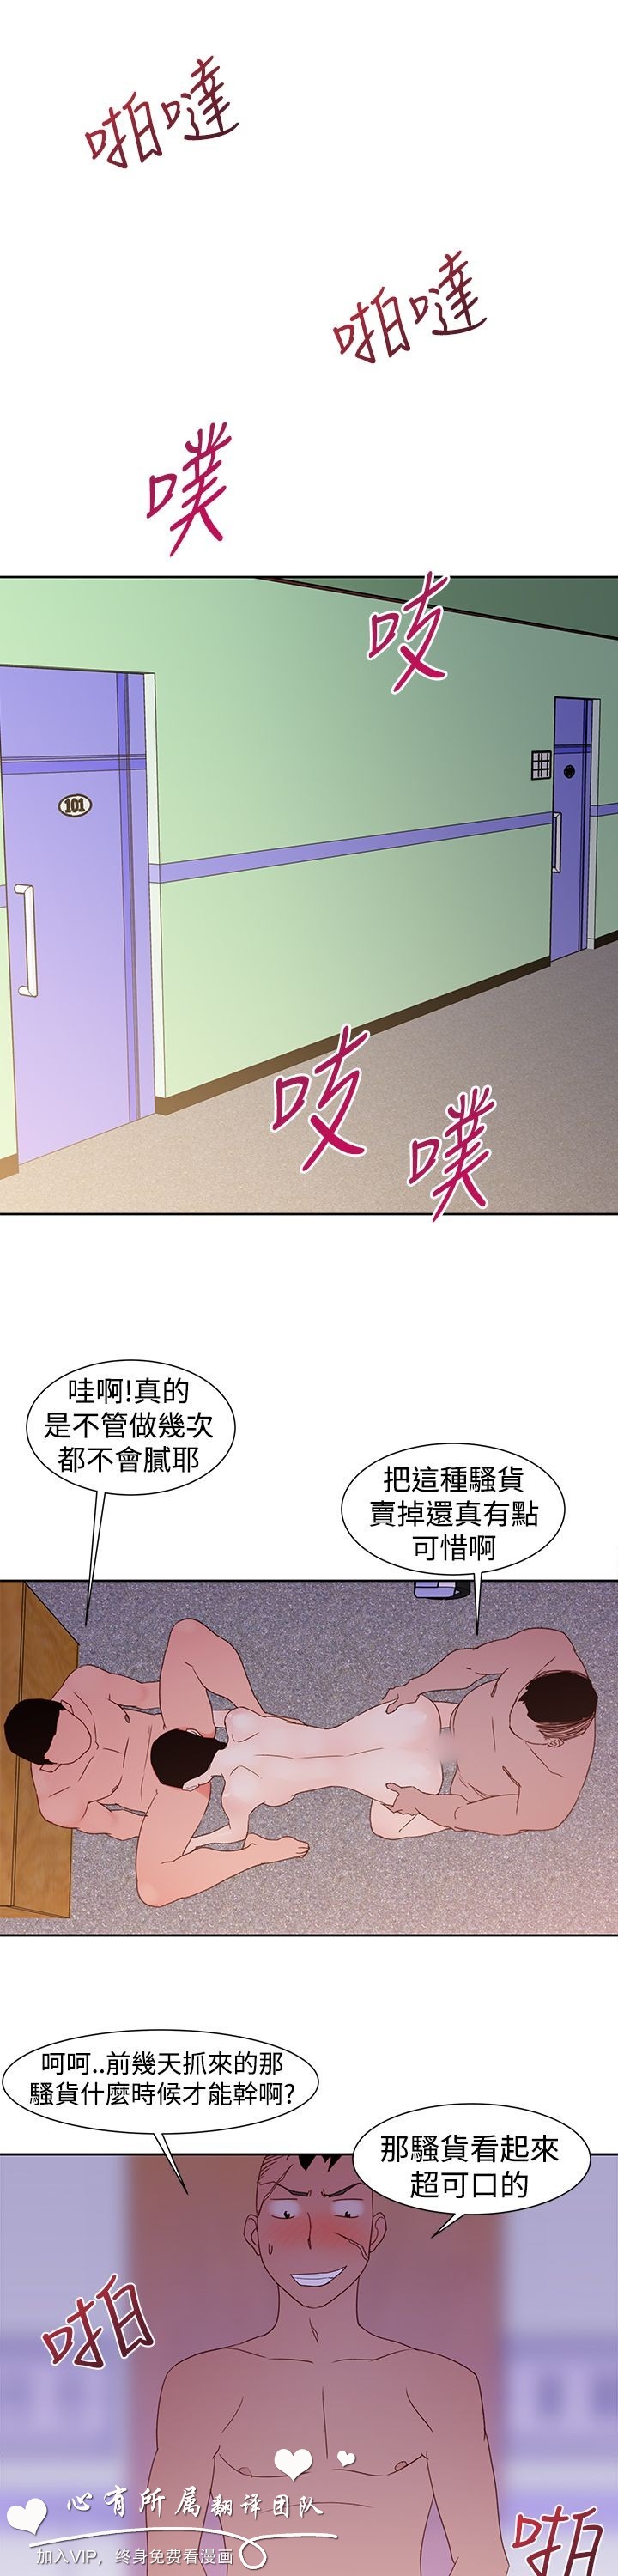 啪噠
啪噠
噗
吱
101
吱
噗
哇啊!真的
是不管做幾次
都不會膩耶
把這種騷貨
賣掉還真有點
可惜啊
呵呵..前幾天抓來的那
騷貨什麼時候才能幹啊?
那騷貨看起來
超可口的
啪
啪
心有所属翻译团队
加入VIP，终身免费看漫画